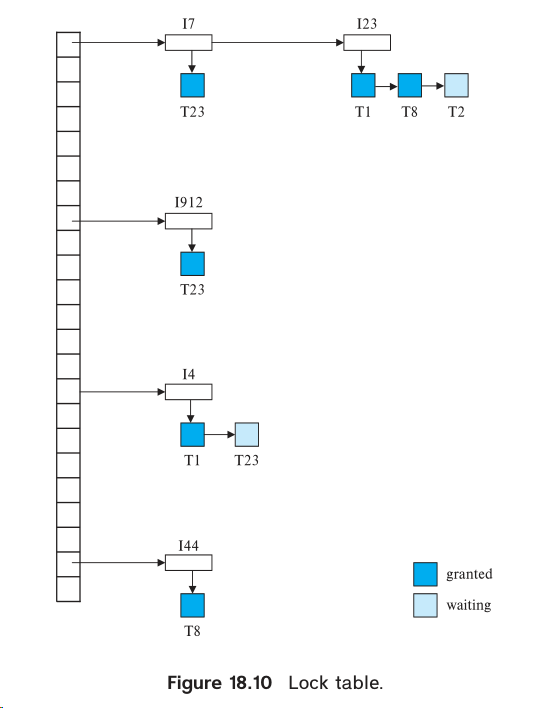 I7 I23
T23 T1 T8 T2
I912
T23
I4
T1 T23
I44
granted
waiting
T8
Figure 18.10 Lock table.